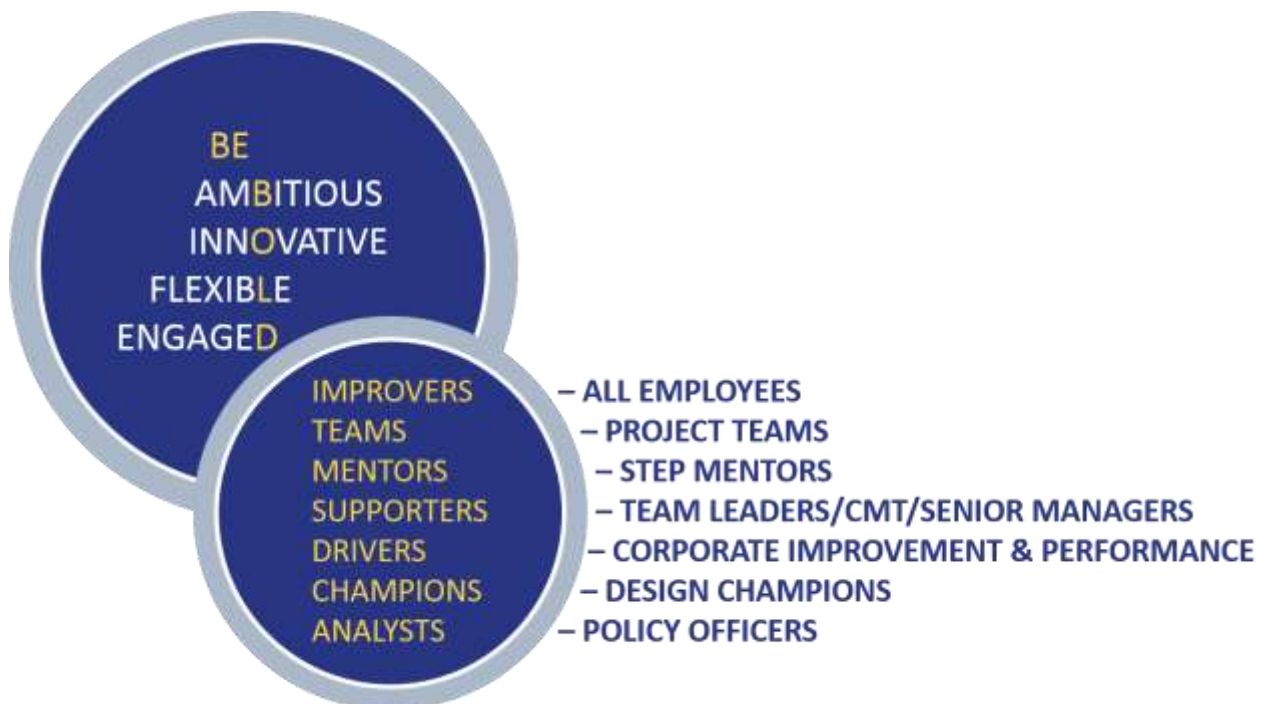 BE
AMBITIOUS
INNOVATIVE
FLEXIBLE
ENGAGED
IMPROVERS – ALL EMPLOYEES
TEAMS – PROJECT TEAMS
MENTORS – STEP MENTORS
SUPPORTERS – TEAM LEADERS/CMT/SENIOR MANAGERS
DRIVERS – CORPORATE IMPROVEMENT & PERFORMANCE
CHAMPIONS – DESIGN CHAMPIONS
ANALYSTS – POLICY OFFICERS